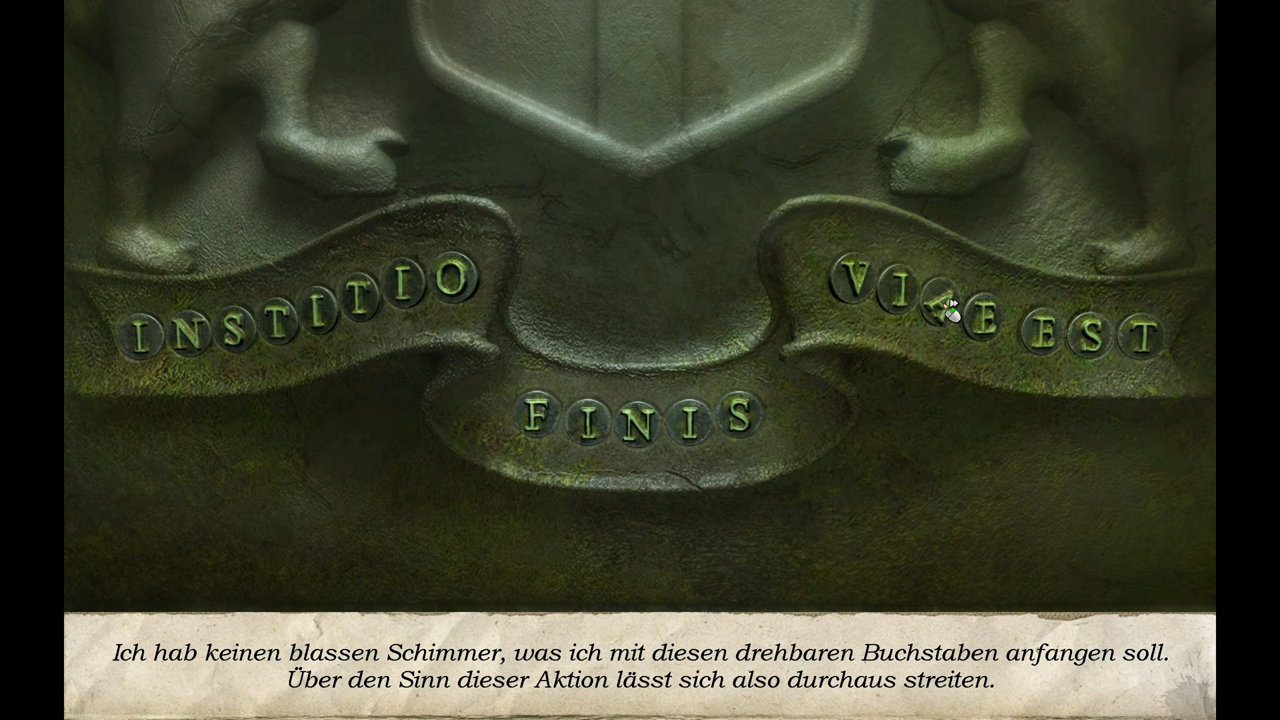 INSTITIO
FINIS
VIAE EST
Ich hab keinen blassen Schimmer, was ich mit diesen drehbaren Buchstaben anfangen soll.
Über den Sinn dieser Aktion lässt sich also durchaus streiten.